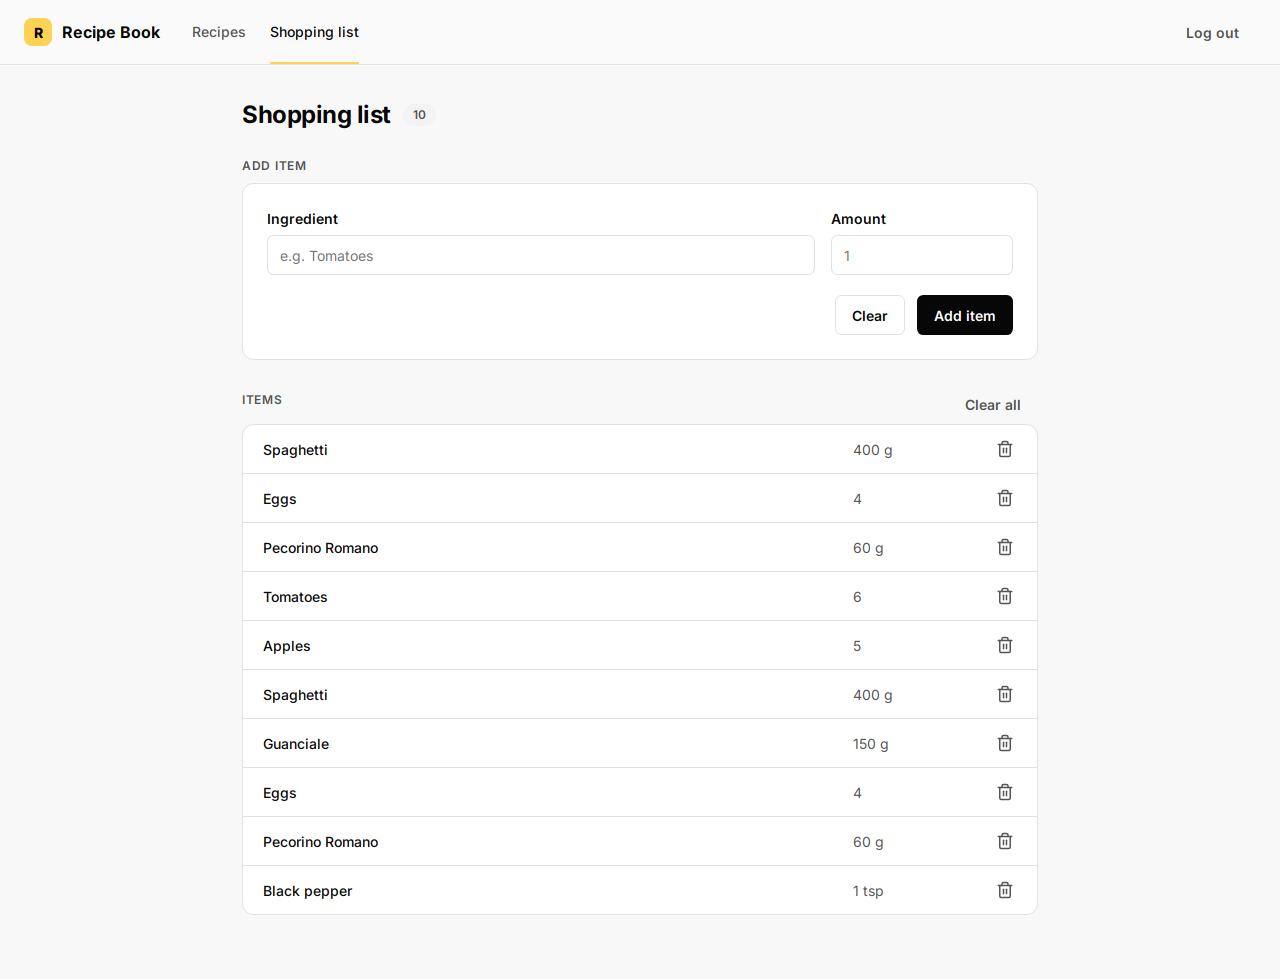 R Recipe Book Recipes Shopping list Log out
Shopping list 10
ADD ITEM
Ingredient Amount
e.g. Tomatoes 1
Clear Add item
ITEMS Clear all
Spaghetti 400 g
Eggs 4
Pecorino Romano 60 g
Tomatoes 6
Apples 5
Spaghetti 400 g
Guanciale 150 g
Eggs 4
Pecorino Romano 60 g
Black pepper 1 tsp